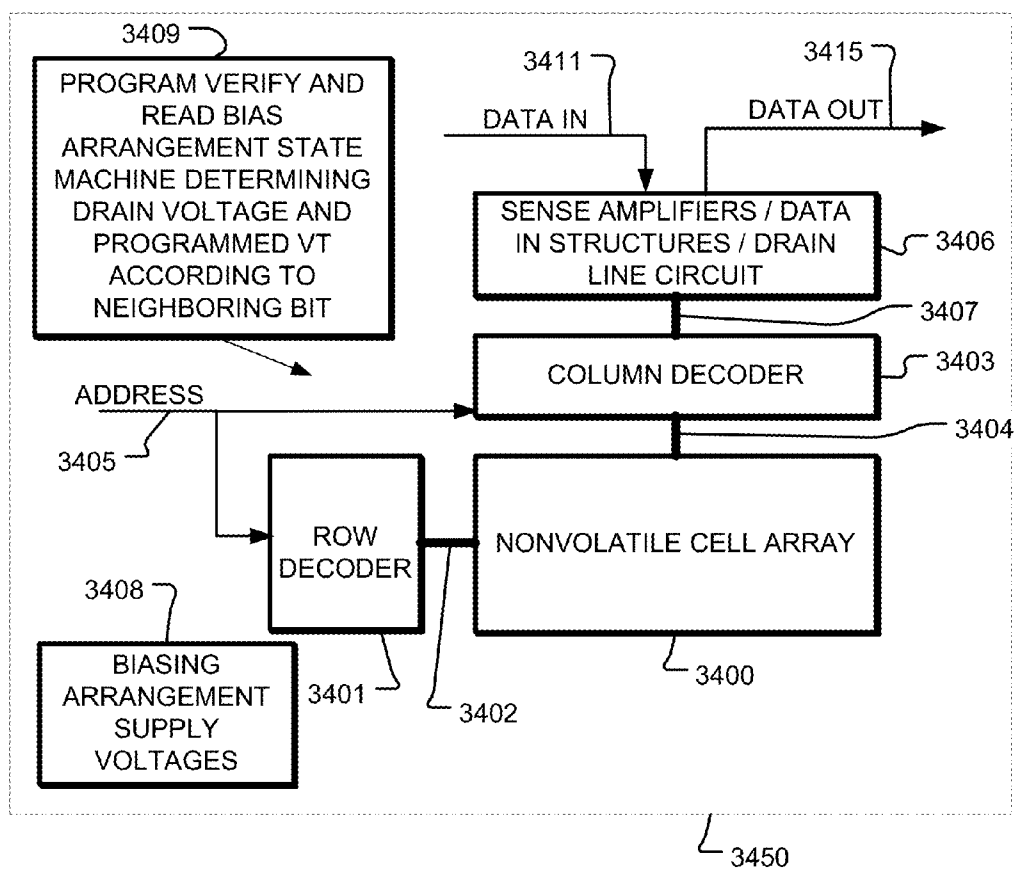 3409
PROGRAM VERIFY AND
READ BIAS
ARRANGEMENT STATE
MACHINE DETERMINING
DRAIN VOLTAGE AND
PROGRAMMED VT
ACCORDING TO
NEIGHBORING BIT
3411
DATA IN
3415
DATA OUT
SENSE AMPLIFIERS / DATA
IN STRUCTURES / DRAIN
LINE CIRCUIT
3406
3407
COLUMN DECODER
3403
ADDRESS
3405
3404
ROW
DECODER
NONVOLATILE CELL ARRAY
3401
3402
3400
3408
BIASING
ARRANGEMENT
SUPPLY
VOLTAGES
3450